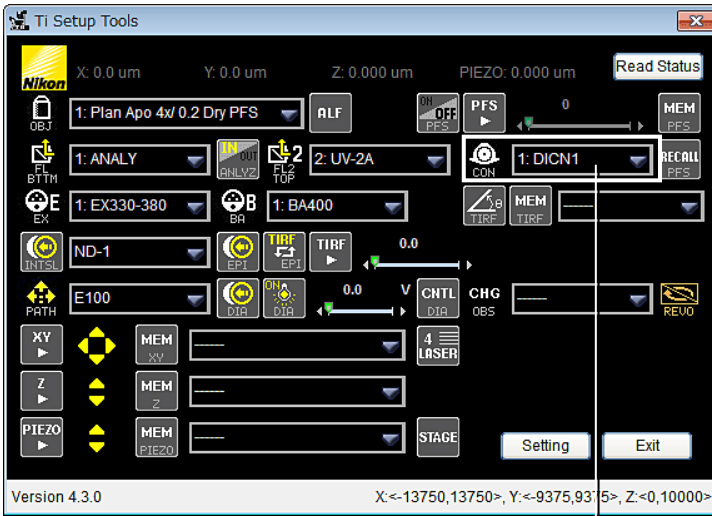 Ti Setup Tools
Nikon X: 0.0 um Y: 0.0 um Z: 0.000 um PIEZO: 0.000 um Read Status
OBJ 1: Plan Apo 4x/ 0.2 Dry PFS ALF ON OFF PFS PFS 0 MEM PFS
FL BTTM 1: ANALY IN OUT ANLYZ 2 FL2 TOP 2: UV-2A CON 1: DICN1 RECALL PFS
E EX 1: EX330-380 B BA 1: BA400 θ TIRF MEM TIRF -----
INTSL ND-1 EPI TIRF EPI TIRF 0.0
PATH E100 DIA ON DIA 0.0 V CNTL DIA CHG OBS ----- REVO
XY MEM XY ----- 4 LASER
Z MEM Z -----
PIEZO MEM PIEZO ----- STAGE Setting Exit
Version 4.3.0 X:<-13750,13750>, Y:<-9375,9375>, Z:<0,10000>